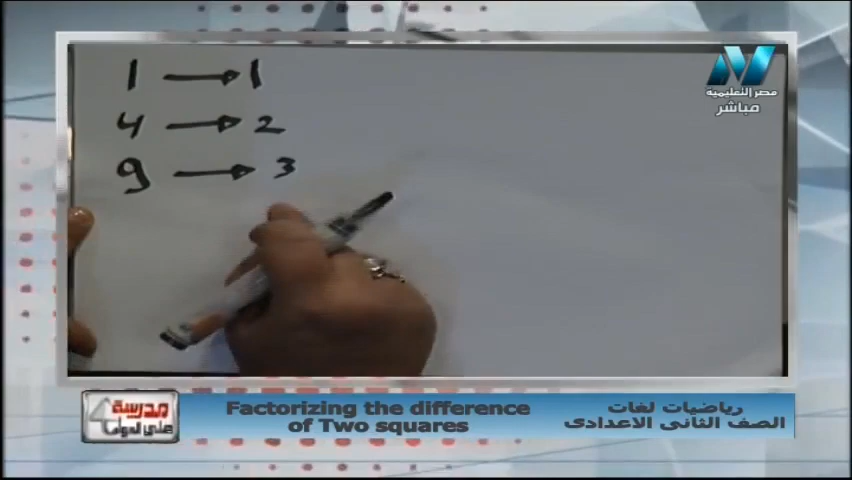 1 → 1
4 → 2
9 → 3
مصر التعليمية
مباشر
مدرسة
على الهواء
Factorizing the difference
of Two squares
رياضيات لغات
الصف الثانى الاعدادى